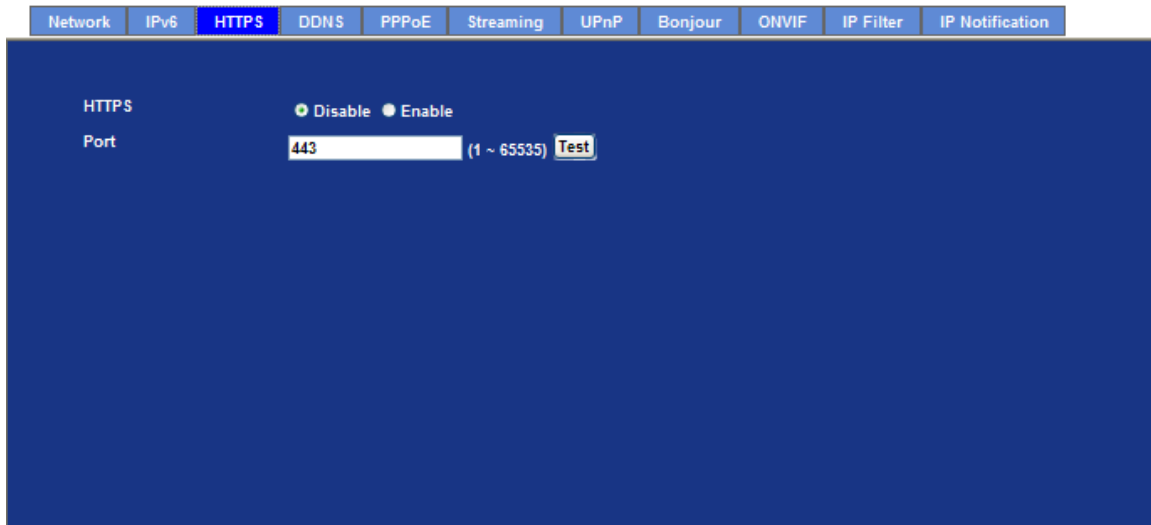 Network IPv6 HTTPS DDNS PPPoE Streaming UPnP Bonjour ONVIF IP Filter IP Notification
HTTPS Disable Enable
Port 443 (1 ~ 65535) Test